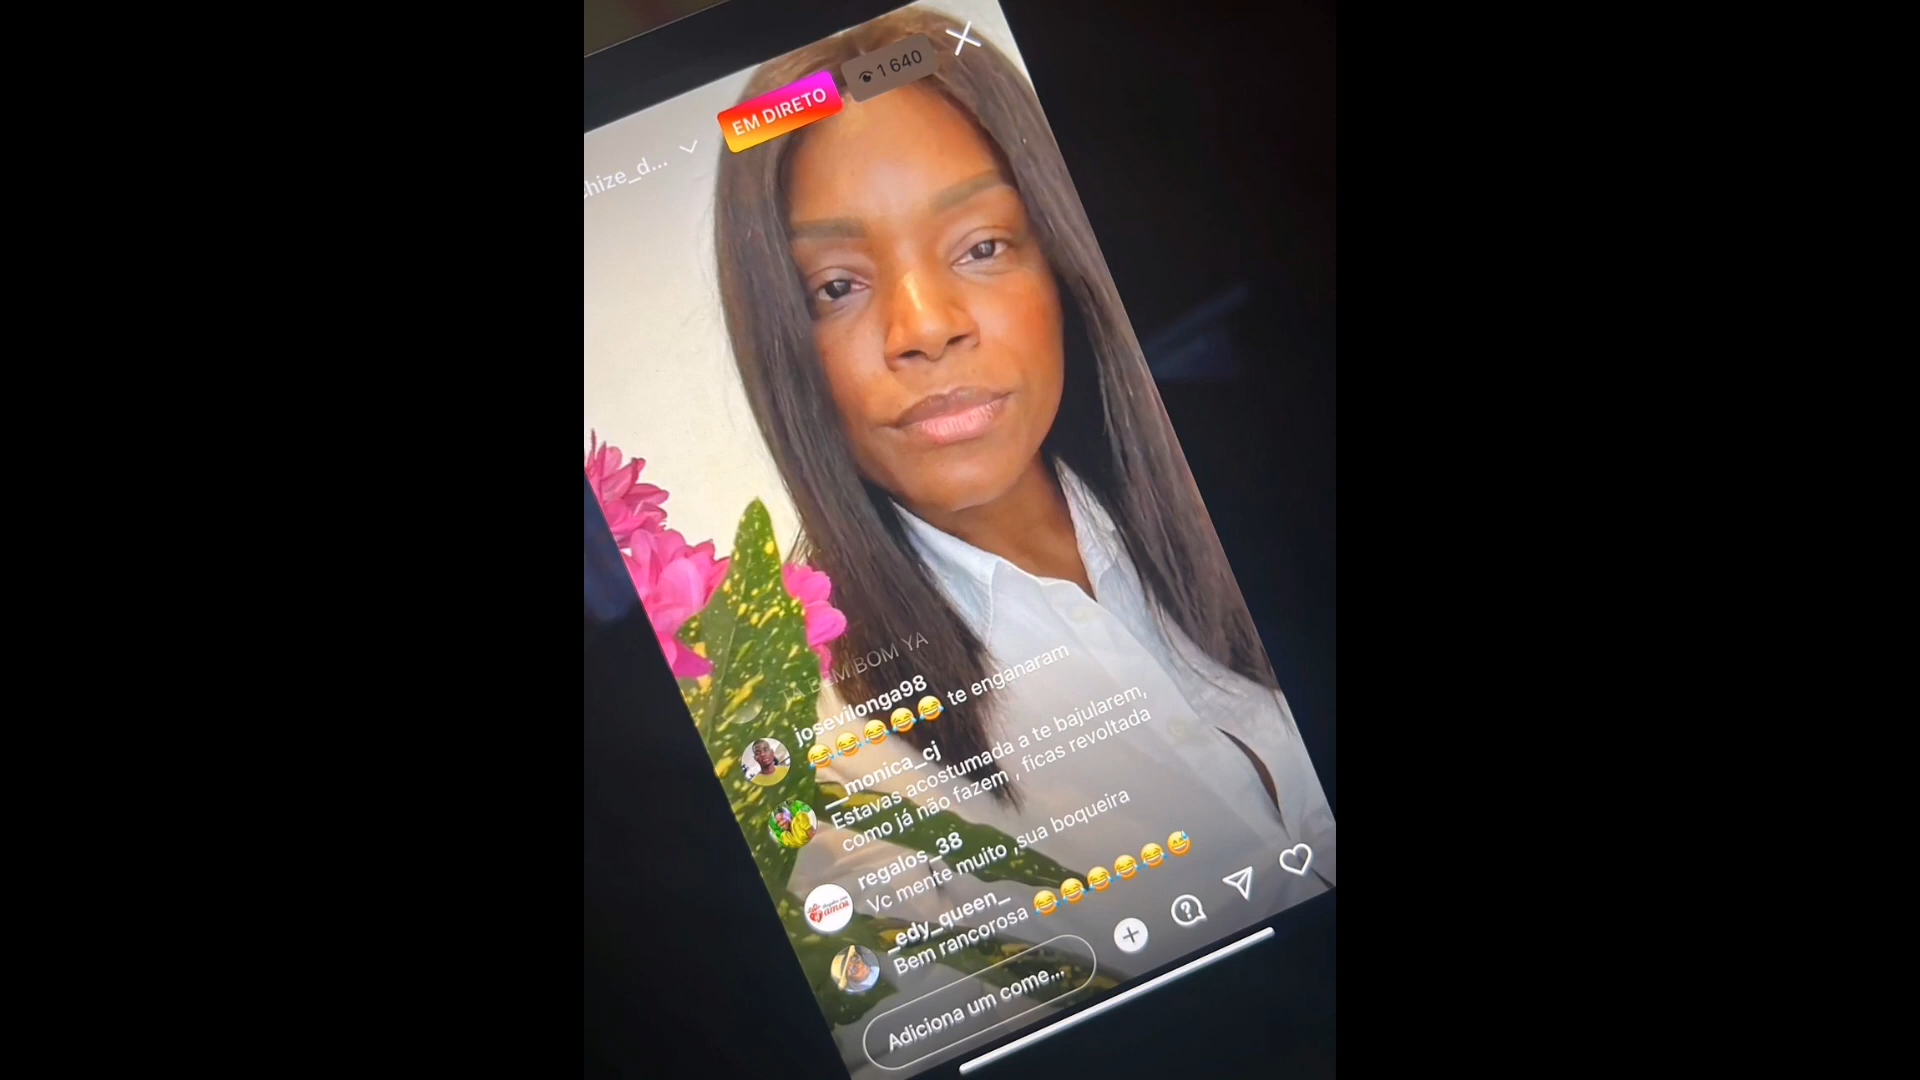 EM DIRETO
1 640
hize_d...
TA BEM BOM YA
josevilonga98
😂😂😂😂😂 te enganaram
__monica_cj
Estavas acostumada a te bajularem,
como já não fazem , ficas revoltada
regalos_38
Vc mente muito ,sua boqueira
_edy_queen_
Bem rancorosa 😂😂😂😂😂😅
Adiciona um come...